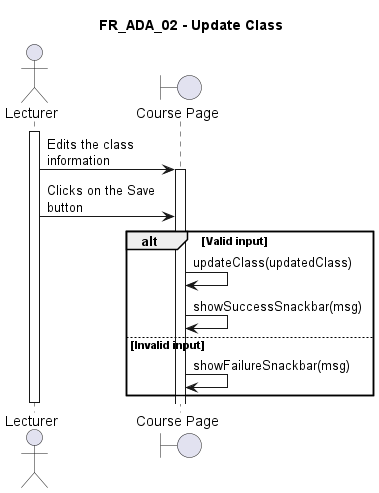 FR_ADA_02 - Update Class
Lecturer
Course Page
Edits the class
information
Clicks on the Save
button
alt
[Valid input]
updateClass(updatedClass)
showSuccessSnackbar(msg)
[Invalid input]
showFailureSnackbar(msg)
Lecturer
Course Page